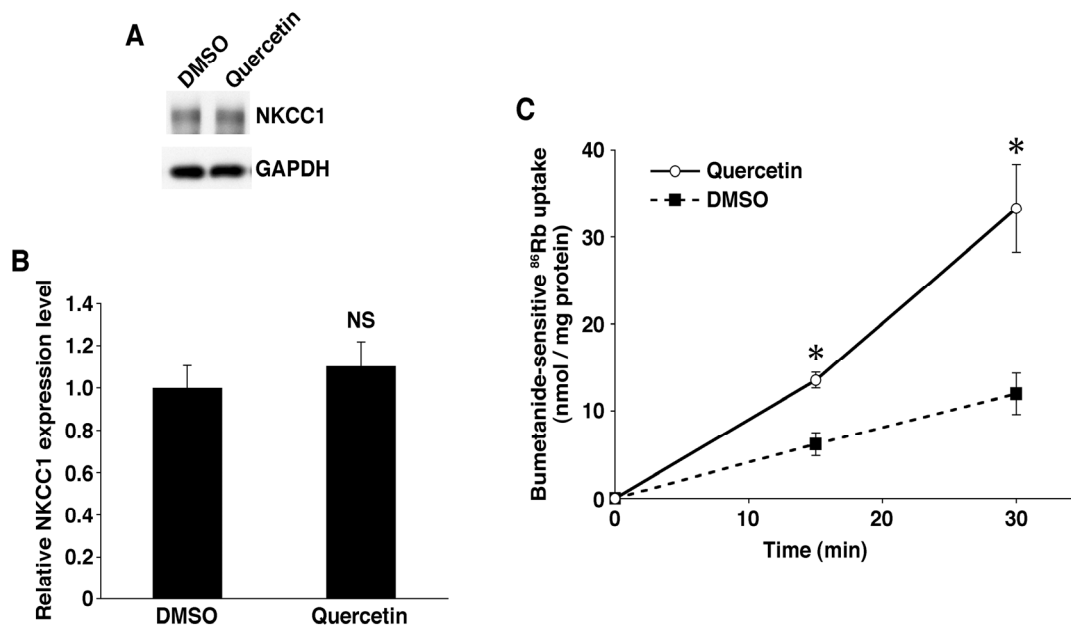 A
DMSO
Quercetin
NKCC1
GAPDH
B
Relative NKCC1 expression level
1.4
1.2
1.0
0.8
0.6
0.4
0.2
0
NS
DMSO
Quercetin
C
Bumetanide-sensitive ⁸⁶Rb uptake
(nmol / mg protein)
40
30
20
10
0
Quercetin
DMSO
*
*
0
10
20
30
Time (min)